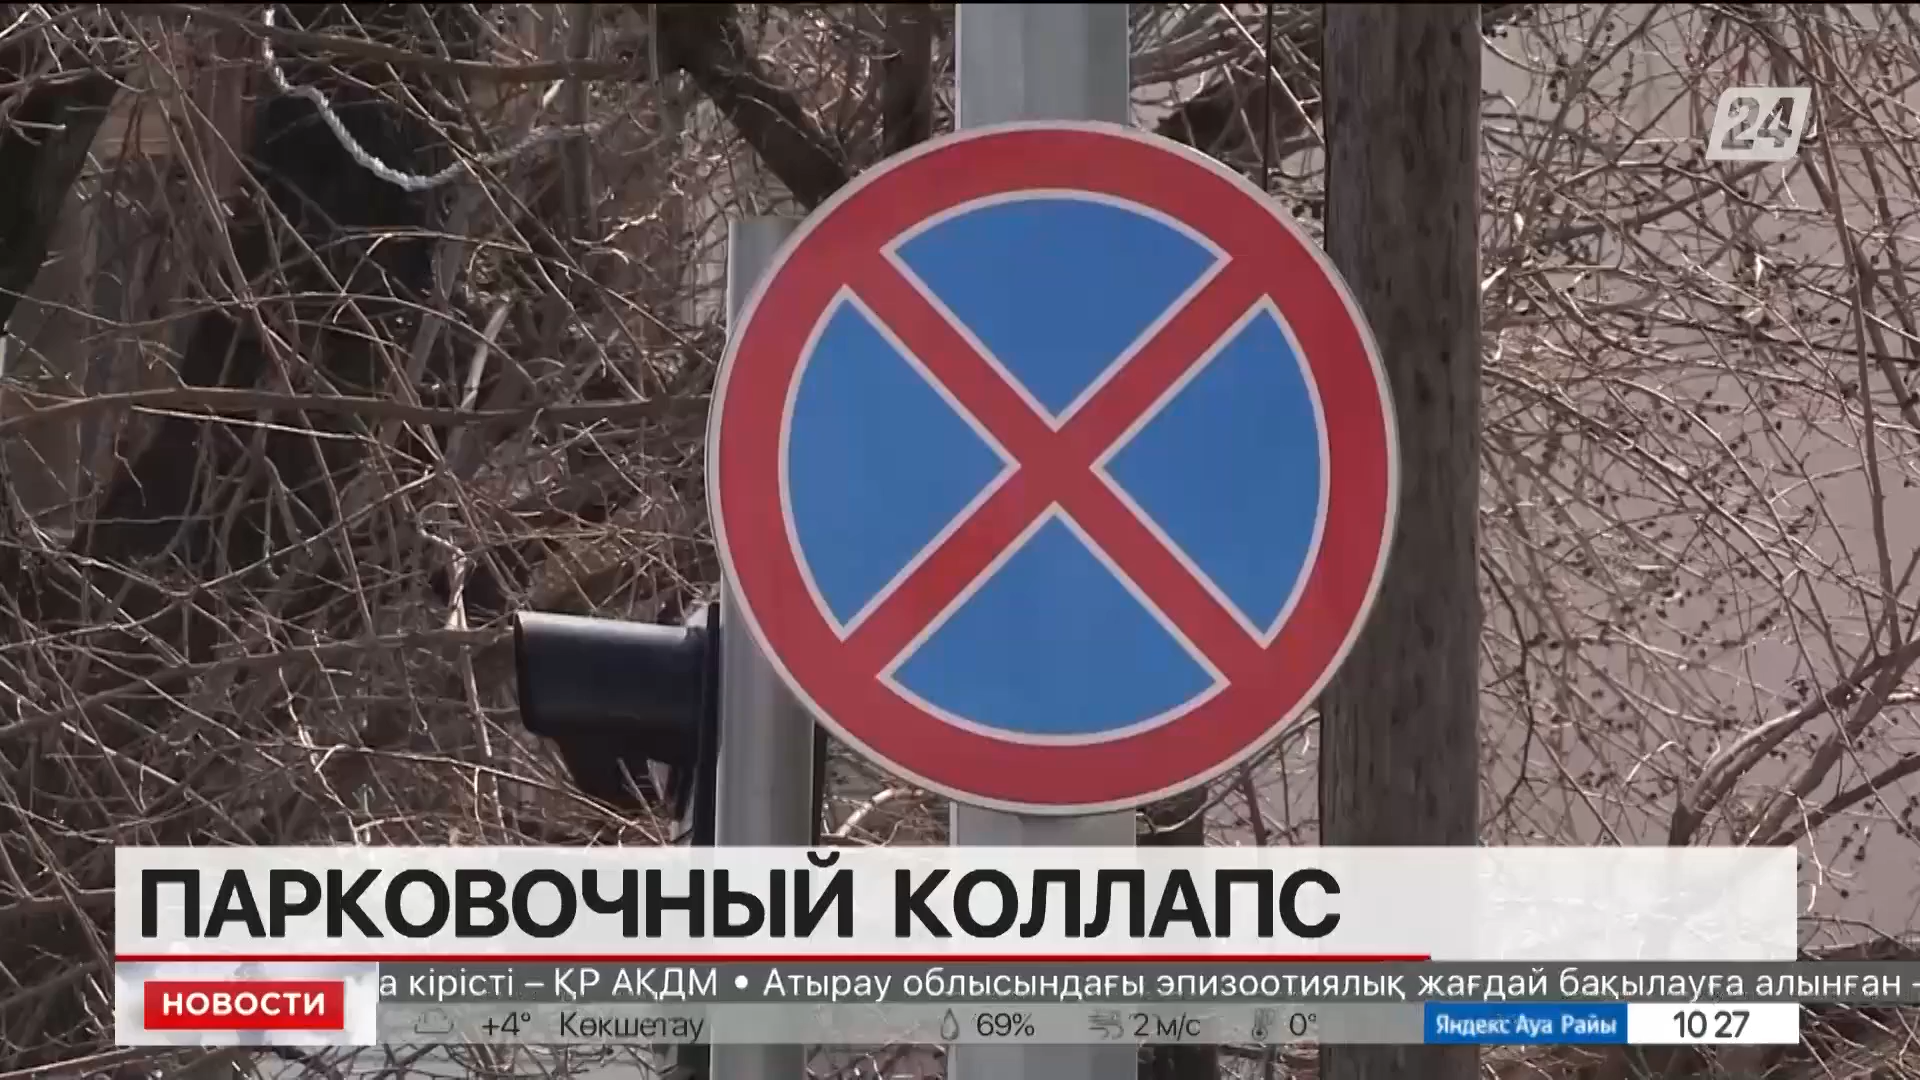 24
ПАРКОВОЧНЫЙ КОЛЛАПС
НОВОСТИ
а кірісті – ҚР АҚДМ • Атырау облысындағы эпизоотиялық жағдай бақылауға алынған -
+4° Көкшетау 69% 2 м/с 0° Яндекс Ауа Райы 10 27